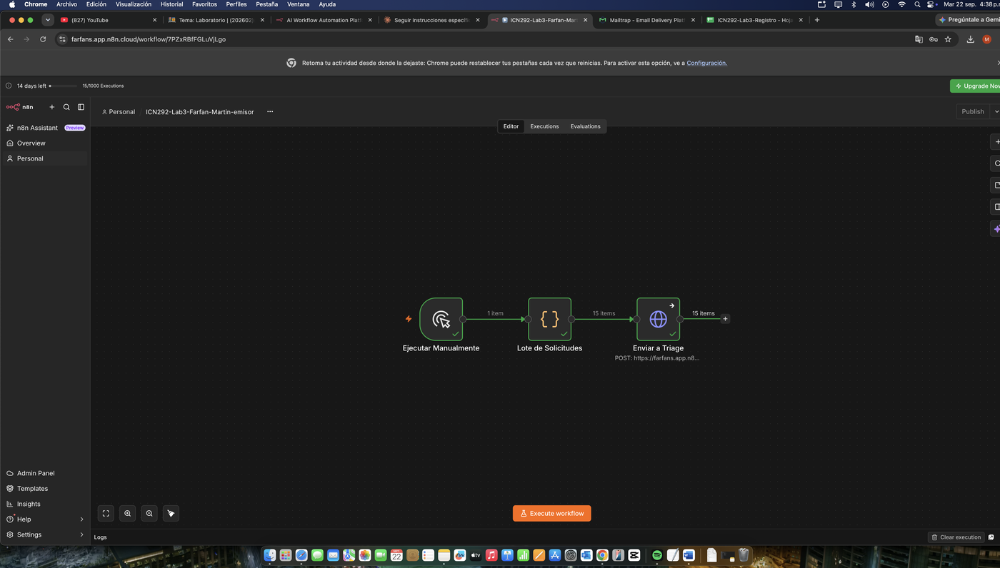 Chrome Archivo Edición Visualización Historial Favoritos Perfiles Pestaña Ventana Ayuda
Mar 22 sep. 4:38 p.
(827) YouTube
Tema: Laboratorio | (202602)
AI Workflow Automation Plat
Seguir instrucciones específi
ICN292-Lab3-Farfan-Mar
Mailtrap - Email Delivery Plat
ICN292-Lab3-Registro - Hoj
Pregúntale a Gemi
farfans.app.n8n.cloud/workflow/7PZxRBfFGLuVjLgo
M
Retoma tu actividad desde donde la dejaste: Chrome puede restablecer tus pestañas cada vez que reinicias. Para activar esta opción, ve a Configuración.
14 days left
15/1000 Executions
Upgrade Now
n8n
Personal
ICN292-Lab3-Farfan-Martin-emisor
Publish
n8n Assistant Preview
Editor Executions Evaluations
Overview
Personal
1 item
15 items
15 items
Ejecutar Manualmente
Lote de Solicitudes
Enviar a Triage
POST: https://farfans.app.n8...
Admin Panel
Templates
Insights
Help
Settings
Execute workflow
Logs
Clear execution
22
tv